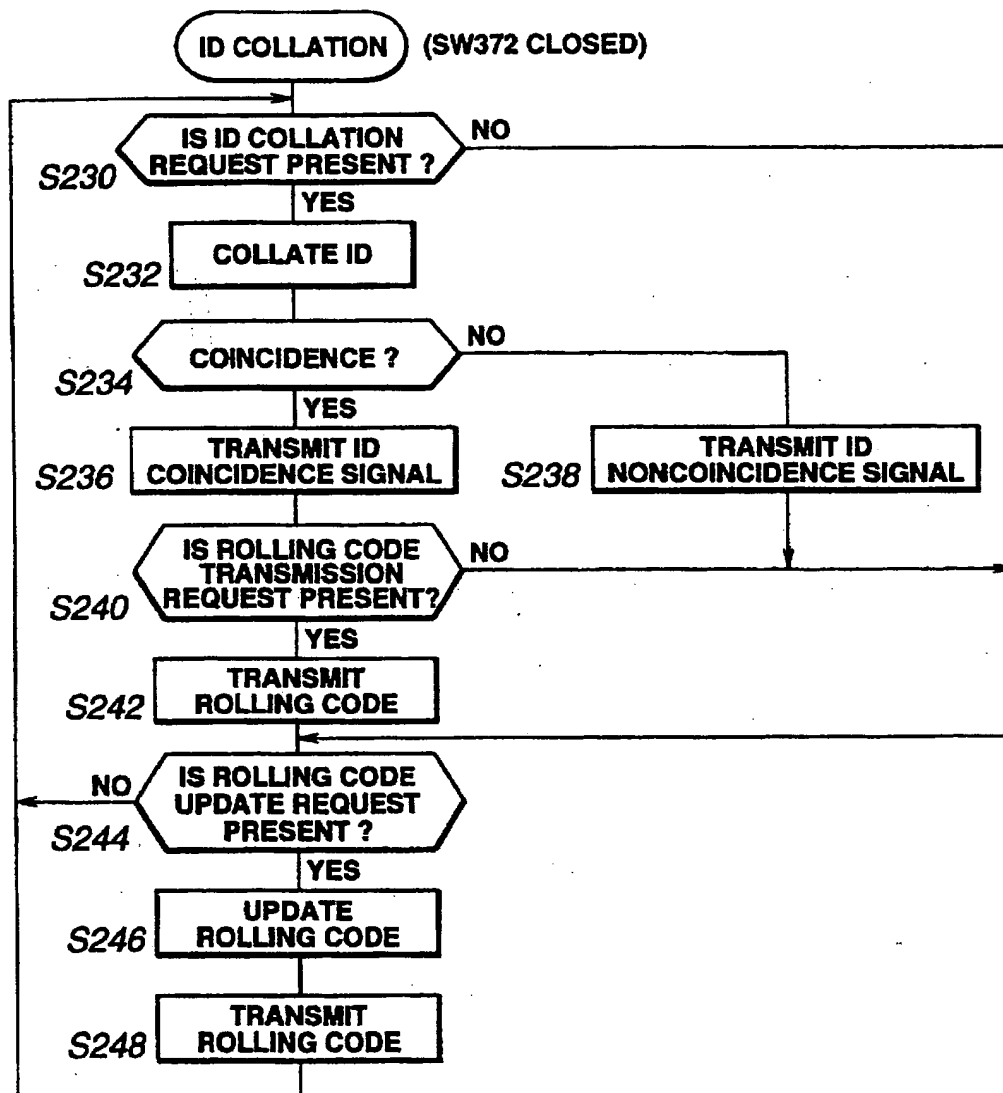 ID COLLATION (SW372 CLOSED)
IS ID COLLATION
REQUEST PRESENT ?
NO
S230
YES
COLLATE ID
S232
COINCIDENCE ?
NO
S234
YES
TRANSMIT ID
COINCIDENCE SIGNAL
S236
TRANSMIT ID
NONCOINCIDENCE SIGNAL
S238
IS ROLLING CODE
TRANSMISSION
REQUEST PRESENT?
NO
S240
YES
TRANSMIT
ROLLING CODE
S242
IS ROLLING CODE
UPDATE REQUEST
PRESENT ?
NO
S244
YES
UPDATE
ROLLING CODE
S246
TRANSMIT
ROLLING CODE
S248